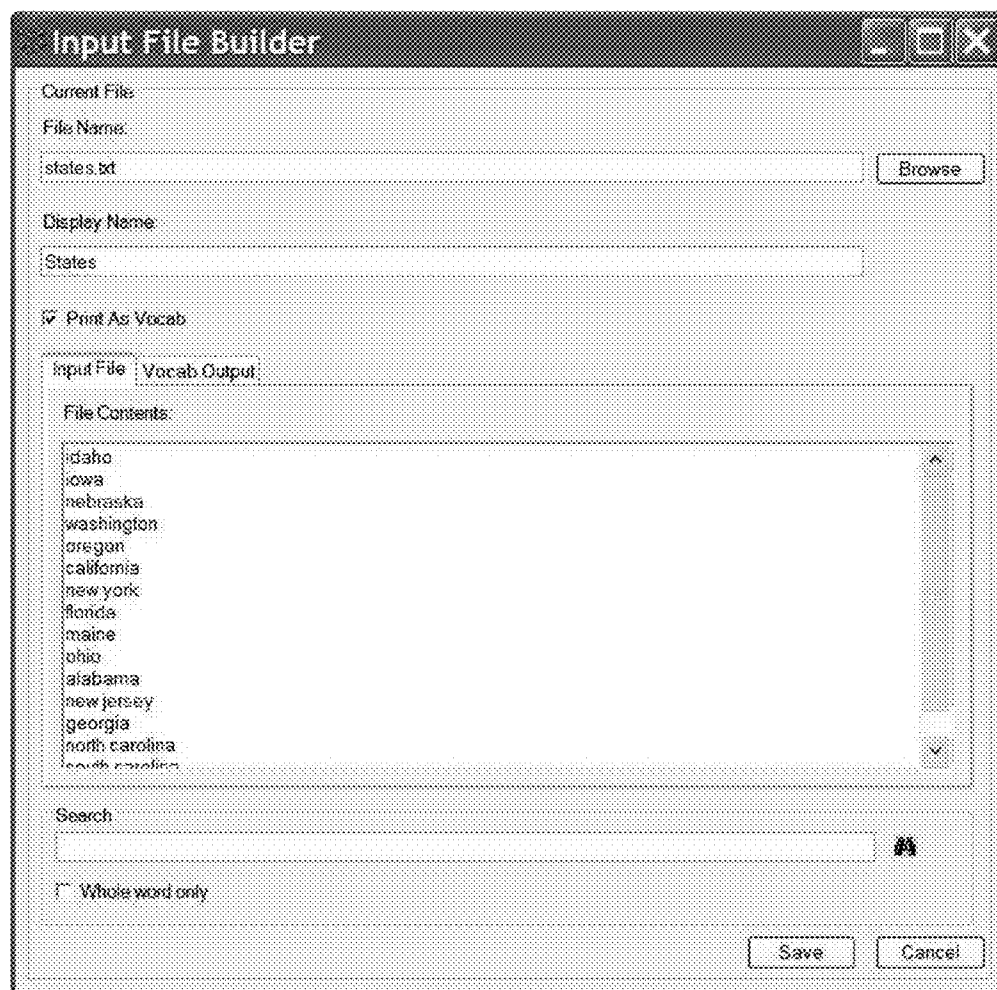 Input File Builder
Current File
File Name:
states.txt
Browse
Display Name:
States
Print As Vocab
Input File
Vocab Output
File Contents:
idaho
iowa
nebraska
washington
oregon
california
new york
florida
maine
ohio
alabama
new jersey
georgia
north carolina
south carolina
Search
Whole word only
Save
Cancel